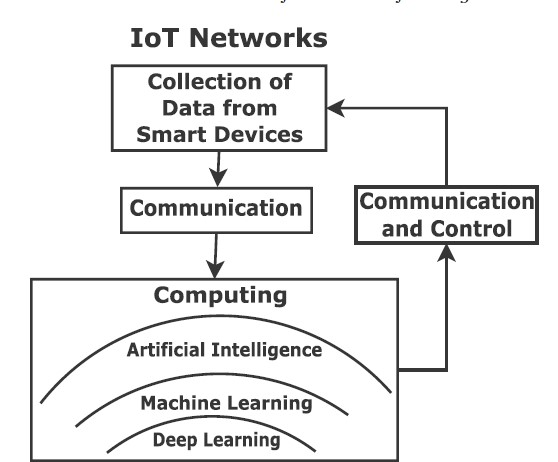 IoT Networks
Collection of
Data from
Smart Devices
Communication
Communication
and Control
Computing
Artificial Intelligence
Machine Learning
Deep Learning